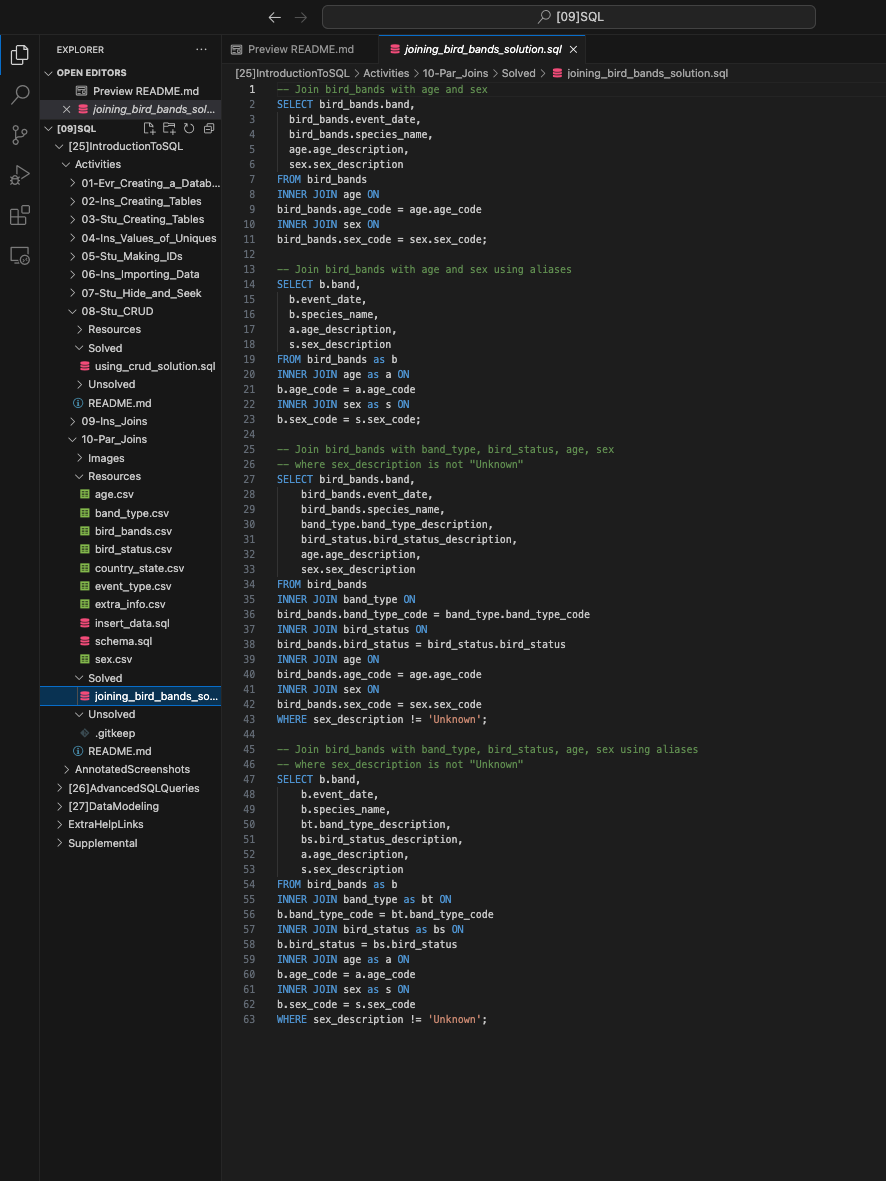 [09]SQL
EXPLORER
OPEN EDITORS
Preview README.md
joining_bird_bands_sol...
[09]SQL
[25]IntroductionToSQL
Activities
01-Evr_Creating_a_Datab...
02-Ins_Creating_Tables
03-Stu_Creating_Tables
04-Ins_Values_of_Uniques
05-Stu_Making_IDs
06-Ins_Importing_Data
07-Stu_Hide_and_Seek
08-Stu_CRUD
Resources
Solved
using_crud_solution.sql
Unsolved
README.md
09-Ins_Joins
10-Par_Joins
Images
Resources
age.csv
band_type.csv
bird_bands.csv
bird_status.csv
country_state.csv
event_type.csv
extra_info.csv
insert_data.sql
schema.sql
sex.csv
Solved
joining_bird_bands_so...
Unsolved
.gitkeep
README.md
AnnotatedScreenshots
[26]AdvancedSQLQueries
[27]DataModeling
ExtraHelpLinks
Supplemental
Preview README.md
joining_bird_bands_solution.sql
[25]IntroductionToSQL > Activities > 10-Par_Joins > Solved > joining_bird_bands_solution.sql
1 -- Join bird_bands with age and sex
2 SELECT bird_bands.band,
3 bird_bands.event_date,
4 bird_bands.species_name,
5 age.age_description,
6 sex.sex_description
7 FROM bird_bands
8 INNER JOIN age ON
9 bird_bands.age_code = age.age_code
10 INNER JOIN sex ON
11 bird_bands.sex_code = sex.sex_code;
12
13 -- Join bird_bands with age and sex using aliases
14 SELECT b.band,
15 b.event_date,
16 b.species_name,
17 a.age_description,
18 s.sex_description
19 FROM bird_bands as b
20 INNER JOIN age as a ON
21 b.age_code = a.age_code
22 INNER JOIN sex as s ON
23 b.sex_code = s.sex_code;
24
25 -- Join bird_bands with band_type, bird_status, age, sex
26 -- where sex_description is not "Unknown"
27 SELECT bird_bands.band,
28 bird_bands.event_date,
29 bird_bands.species_name,
30 band_type.band_type_description,
31 bird_status.bird_status_description,
32 age.age_description,
33 sex.sex_description
34 FROM bird_bands
35 INNER JOIN band_type ON
36 bird_bands.band_type_code = band_type.band_type_code
37 INNER JOIN bird_status ON
38 bird_bands.bird_status = bird_status.bird_status
39 INNER JOIN age ON
40 bird_bands.age_code = age.age_code
41 INNER JOIN sex ON
42 bird_bands.sex_code = sex.sex_code
43 WHERE sex_description != 'Unknown';
44
45 -- Join bird_bands with band_type, bird_status, age, sex using aliases
46 -- where sex_description is not "Unknown"
47 SELECT b.band,
48 b.event_date,
49 b.species_name,
50 bt.band_type_description,
51 bs.bird_status_description,
52 a.age_description,
53 s.sex_description
54 FROM bird_bands as b
55 INNER JOIN band_type as bt ON
56 b.band_type_code = bt.band_type_code
57 INNER JOIN bird_status as bs ON
58 b.bird_status = bs.bird_status
59 INNER JOIN age as a ON
60 b.age_code = a.age_code
61 INNER JOIN sex as s ON
62 b.sex_code = s.sex_code
63 WHERE sex_description != 'Unknown';